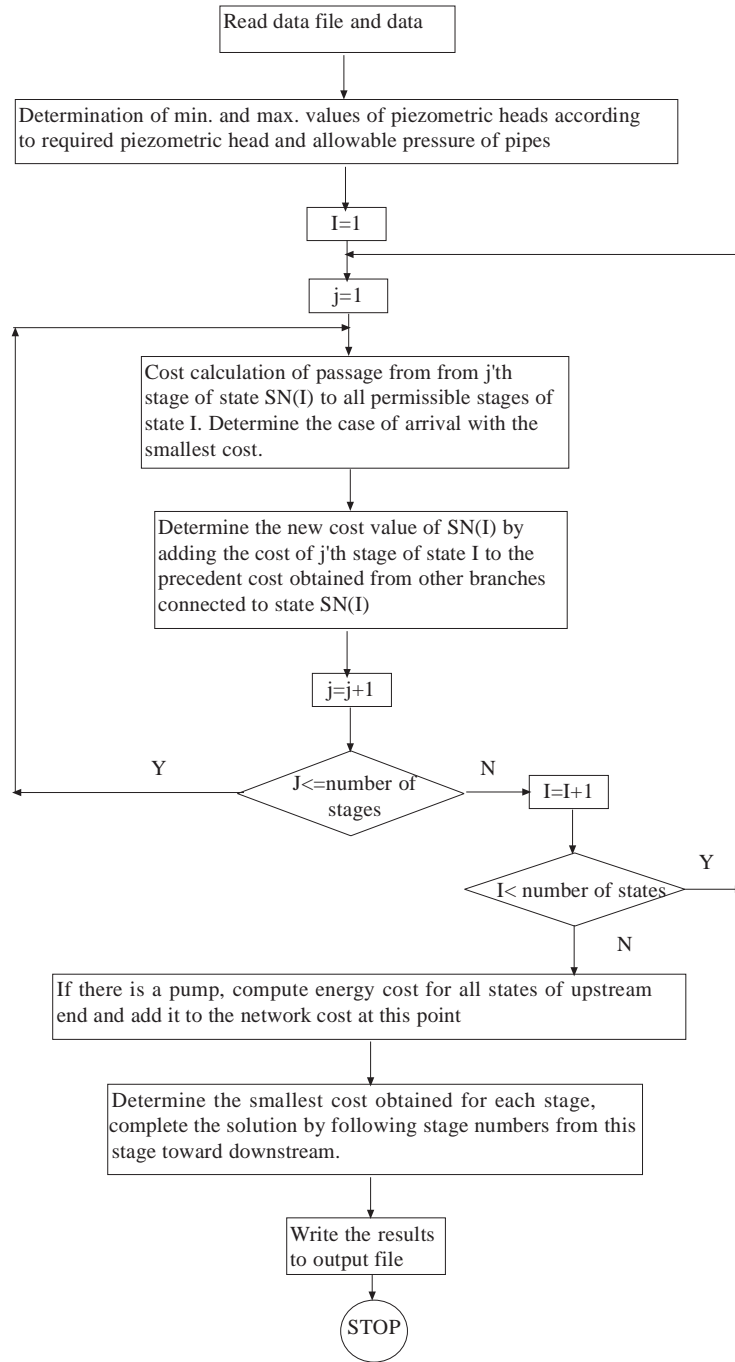 Read data file and data
Determination of min. and max. values of piezometric heads according
to required piezometric head and allowable pressure of pipes
I=1
j=1
Cost calculation of passage from from j'th
stage of state SN(I) to all permissible stages of
state I. Determine the case of arrival with the
smallest cost.
Determine the new cost value of SN(I) by
adding the cost of j'th stage of state I to the
precedent cost obtained from other branches
connected to state SN(I)
j=j+1
Y
J<=number of
stages
N
I=I+1
I< number of states
Y
N
If there is a pump, compute energy cost for all states of upstream
end and add it to the network cost at this point
Determine the smallest cost obtained for each stage,
complete the solution by following stage numbers from this
stage toward downstream.
Write the results
to output file
STOP